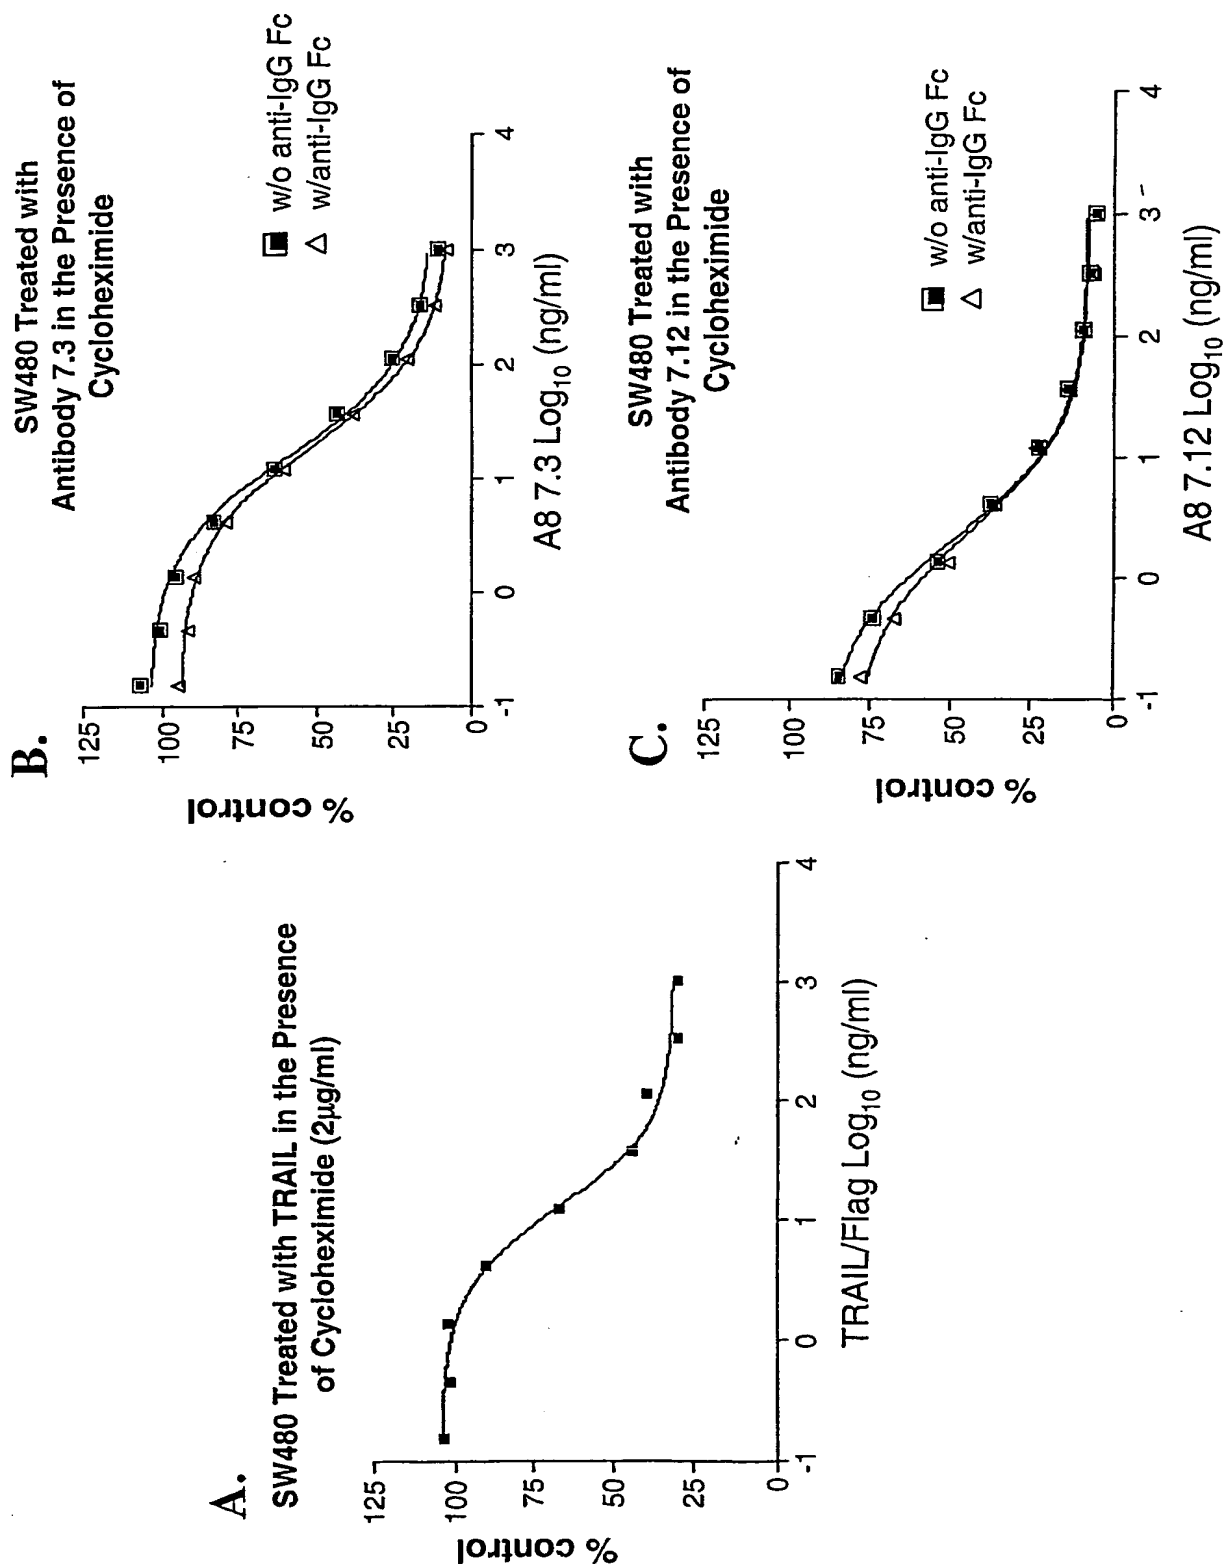 A.
SW480 Treated with TRAIL in the Presence
of Cycloheximide (2µg/ml)
% control
125
100
75
50
25
0
-1
0
1
2
3
4
TRAIL/Flag Log10 (ng/ml)
B.
SW480 Treated with
Antibody 7.3 in the Presence of
Cycloheximide
% control
125
100
75
50
25
0
-1
0
1
2
3
4
A8 7.3 Log10 (ng/ml)
w/o anti-IgG Fc
w/anti-IgG Fc
C.
SW480 Treated with
Antibody 7.12 in the Presence of
Cycloheximide
% control
125
100
75
50
25
0
-1
0
1
2
3
4
A8 7.12 Log10 (ng/ml)
w/o anti-IgG Fc
w/anti-IgG Fc